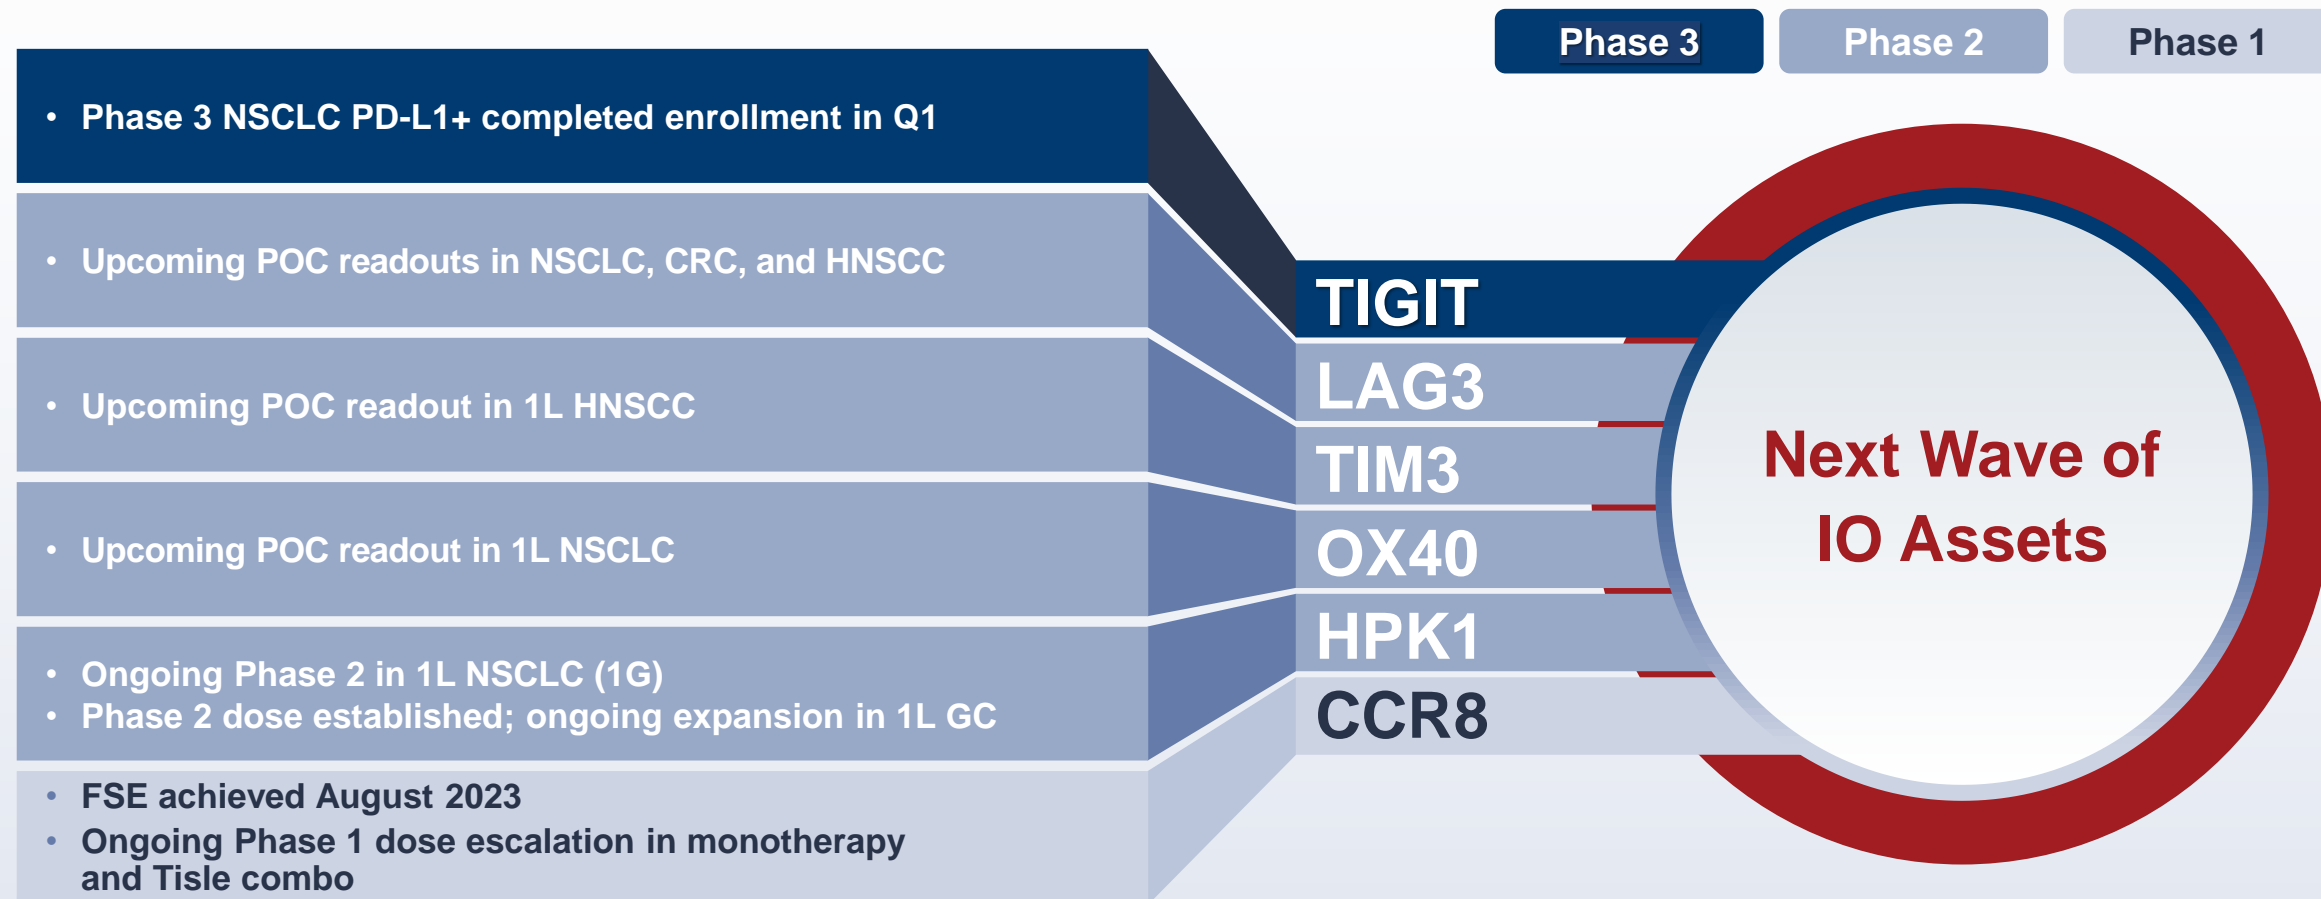 Phase 3
Phase 2
Phase 1
• Phase 3 NSCLC PD-L1+ completed enrollment in Q1
• Upcoming POC readouts in NSCLC, CRC, and HNSCC
• Upcoming POC readout in 1L HNSCC
• Upcoming POC readout in 1L NSCLC
• Ongoing Phase 2 in 1L NSCLC (1G)
• Phase 2 dose established; ongoing expansion in 1L GC
• FSE achieved August 2023
• Ongoing Phase 1 dose escalation in monotherapy
and Tisle combo
TIGIT
LAG3
TIM3
OX40
HPK1
CCR8
Next Wave of
IO Assets